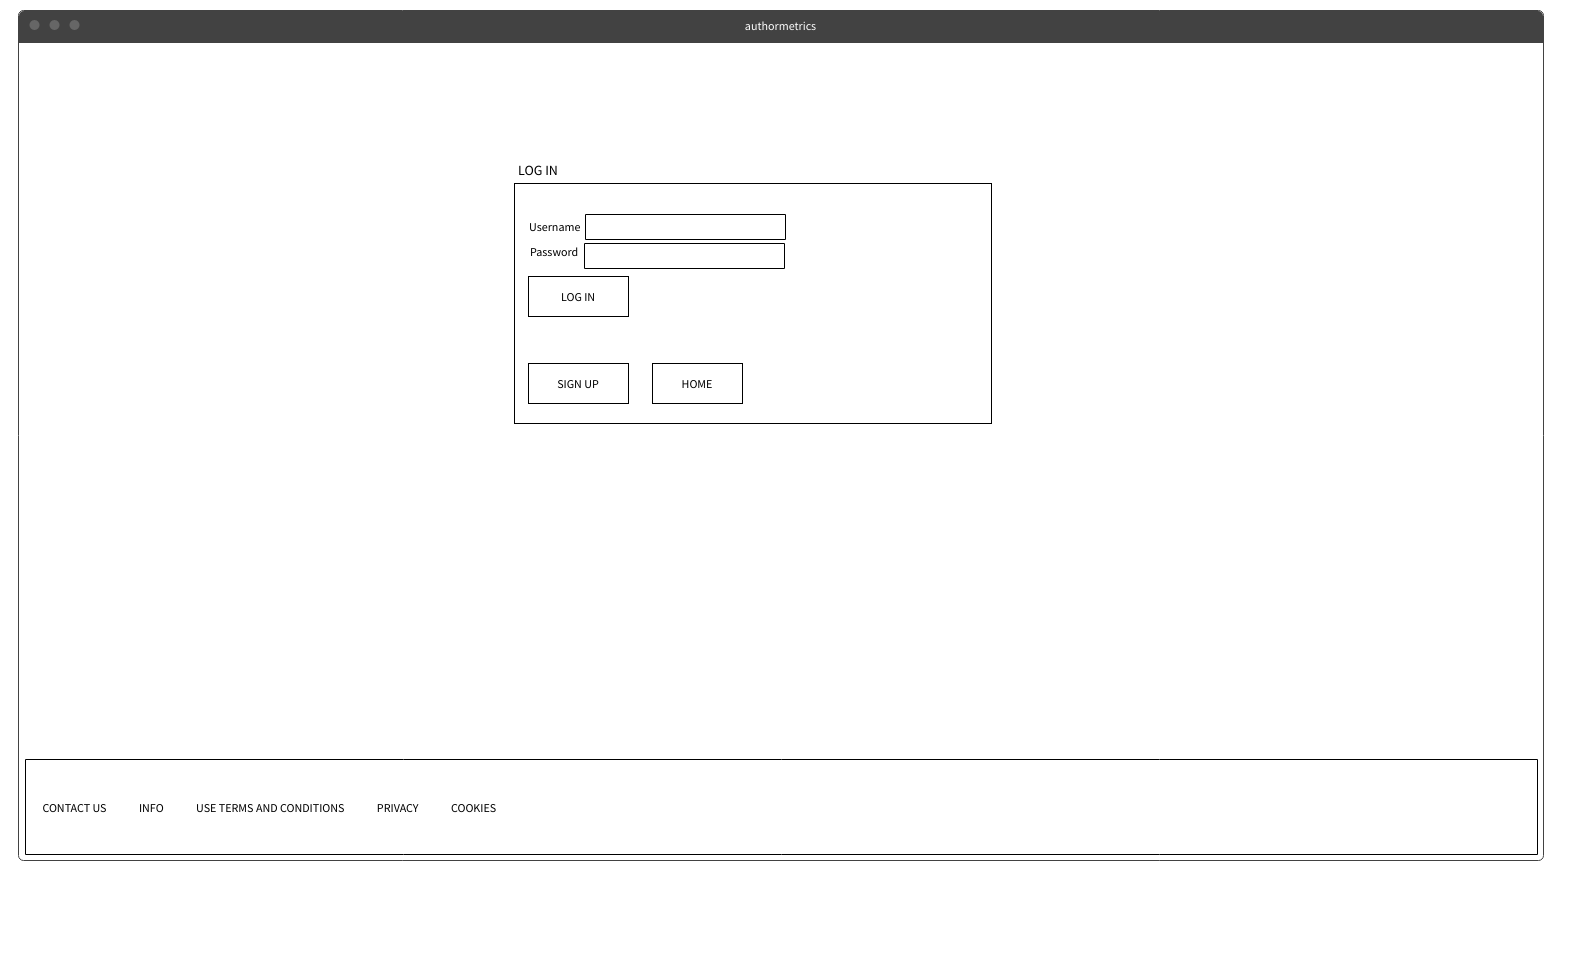 authormetrics
LOG IN
Username
Password
LOG IN
SIGN UP HOME
CONTACT US INFO USE TERMS AND CONDITIONS PRIVACY COOKIES